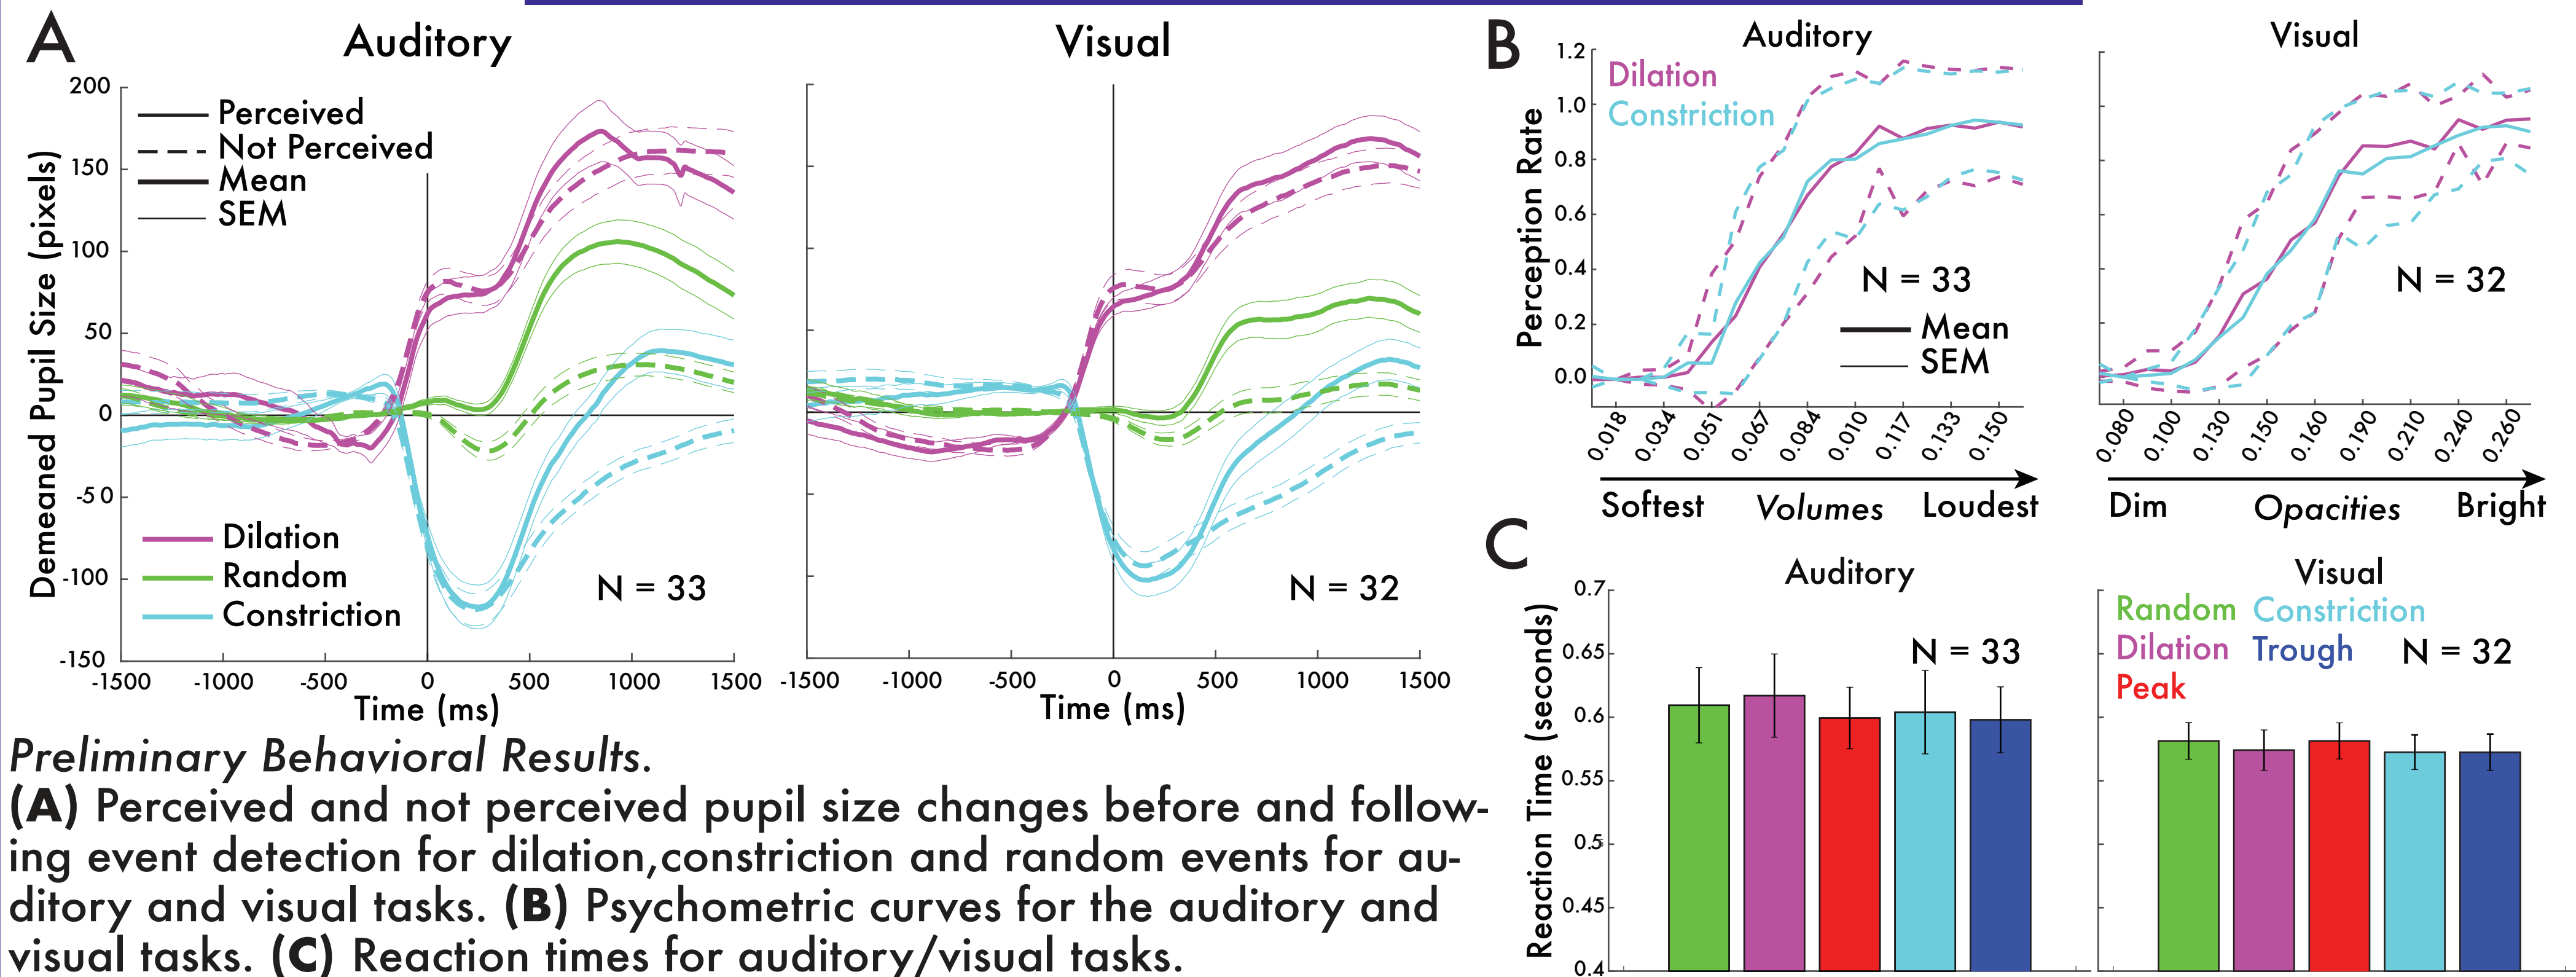 A
Auditory
Visual
200
150
100
50
0
-50
-100
-150
Demeaned Pupil Size (pixels)
Perceived
Not Perceived
Mean
SEM
Dilation
Random
Constriction
N = 33
N = 32
-1500 -1000 -500 0 500 1000 1500
-1500 -1000 -500 0 500 1000 1500
Time (ms)
Time (ms)
B
Auditory
Visual
1.2
1.0
0.8
0.6
0.4
0.2
0.0
Perception Rate
Dilation
Constriction
N = 33
Mean
SEM
N = 32
0.018 0.034 0.051 0.067 0.084 0.010 0.117 0.133 0.150
0.080 0.100 0.130 0.150 0.160 0.190 0.210 0.240 0.260
Softest Volumes Loudest
Dim Opacities Bright
C
Auditory
Visual
0.7
0.65
0.6
0.55
0.5
0.45
0.4
Reaction Time (seconds)
N = 33
Random Constriction
Dilation Trough N = 32
Peak
Preliminary Behavioral Results.
(A) Perceived and not perceived pupil size changes before and follow-
ing event detection for dilation,constriction and random events for au-
ditory and visual tasks. (B) Psychometric curves for the auditory and
visual tasks. (C) Reaction times for auditory/visual tasks.